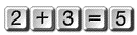 2 + 3 = 5